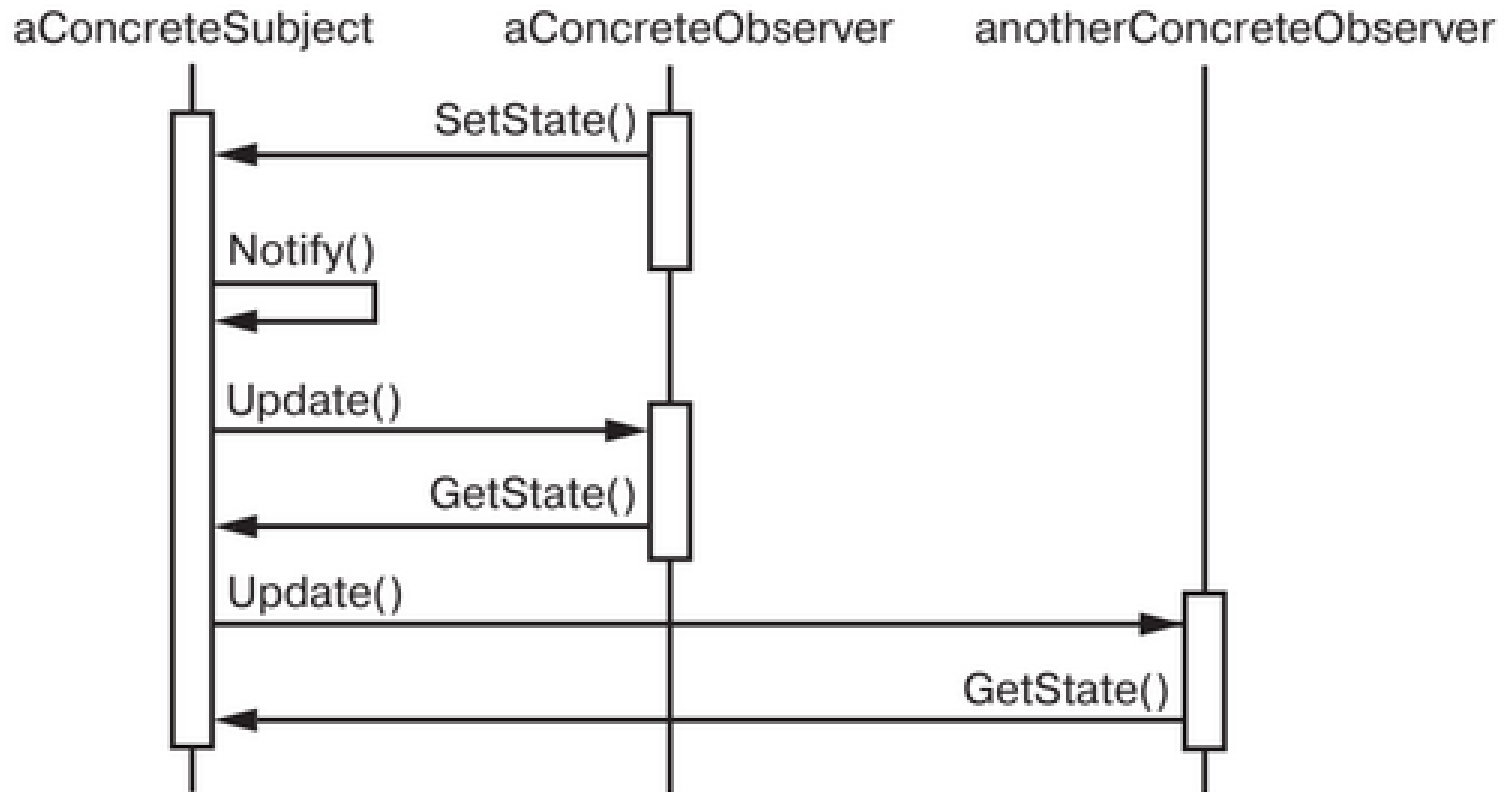 aConcreteSubject aConcreteObserver anotherConcreteObserver
SetState()
Notify()
Update()
GetState()
Update()
GetState()